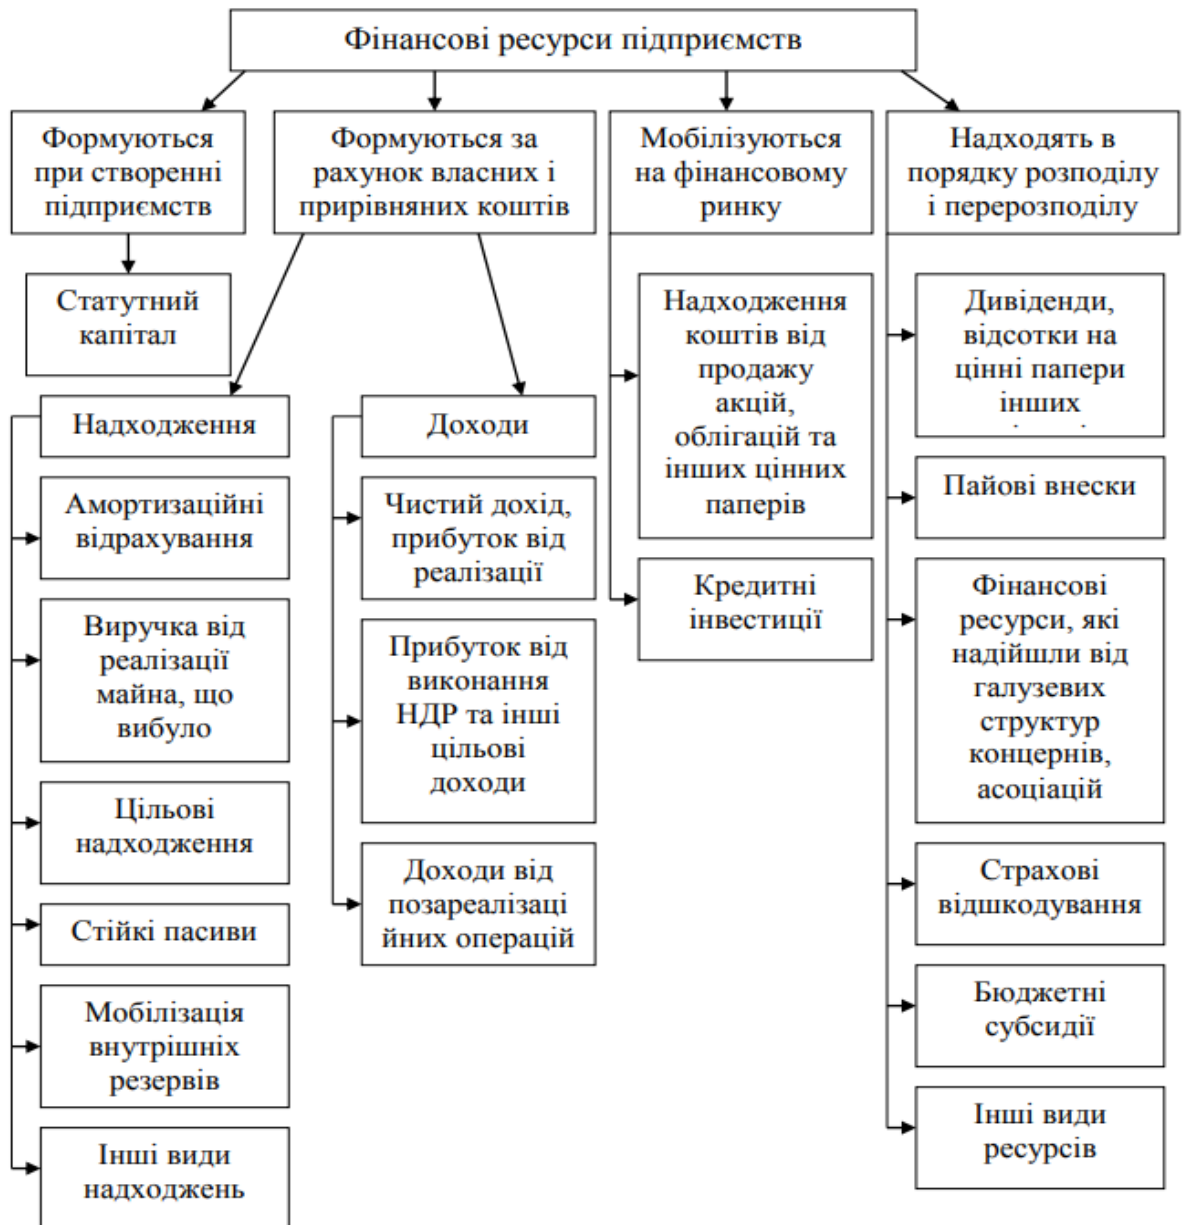 Фінансові ресурси підприємств
Формуються
при створенні
підприємств
Формуються за
рахунок власних і
прирівняних коштів
Мобілізуються
на фінансовому
ринку
Надходять в
порядку розподілу
і перерозподілу
Статутний
капітал
Надходження
Амортизаційні
відрахування
Виручка від
реалізації
майна, що
вибуло
Цільові
надходження
Стійкі пасиви
Мобілізація
внутрішніх
резервів
Інші види
надходжень
Доходи
Чистий дохід,
прибуток від
реалізації
Прибуток від
виконання
НДР та інші
цільові
доходи
Доходи від
позареалізаці
йних операцій
Надходження
коштів від
продажу
акцій,
облігацій та
інших цінних
паперів
Кредитні
інвестиції
Дивіденди,
відсотки на
цінні папери
інших
Пайові внески
Фінансові
ресурси, які
надійшли від
галузевих
структур
концернів,
асоціацій
Страхові
відшкодування
Бюджетні
субсидії
Інші види
ресурсів